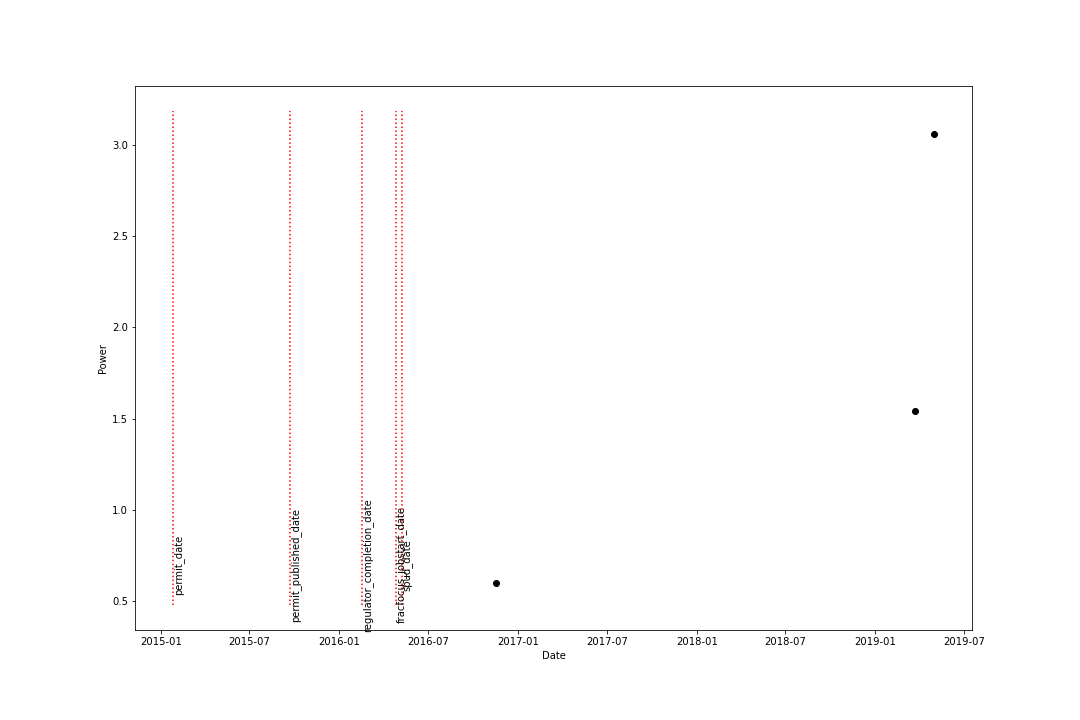 3.0
2.5
2.0
1.5
1.0
0.5
Power
permit_date
permit_published_date
regulator_completion_date
fracfocus_jobstart_date
spud_date
2015-01
2015-07
2016-01
2016-07
2017-01
2017-07
2018-01
2018-07
2019-01
2019-07
Date